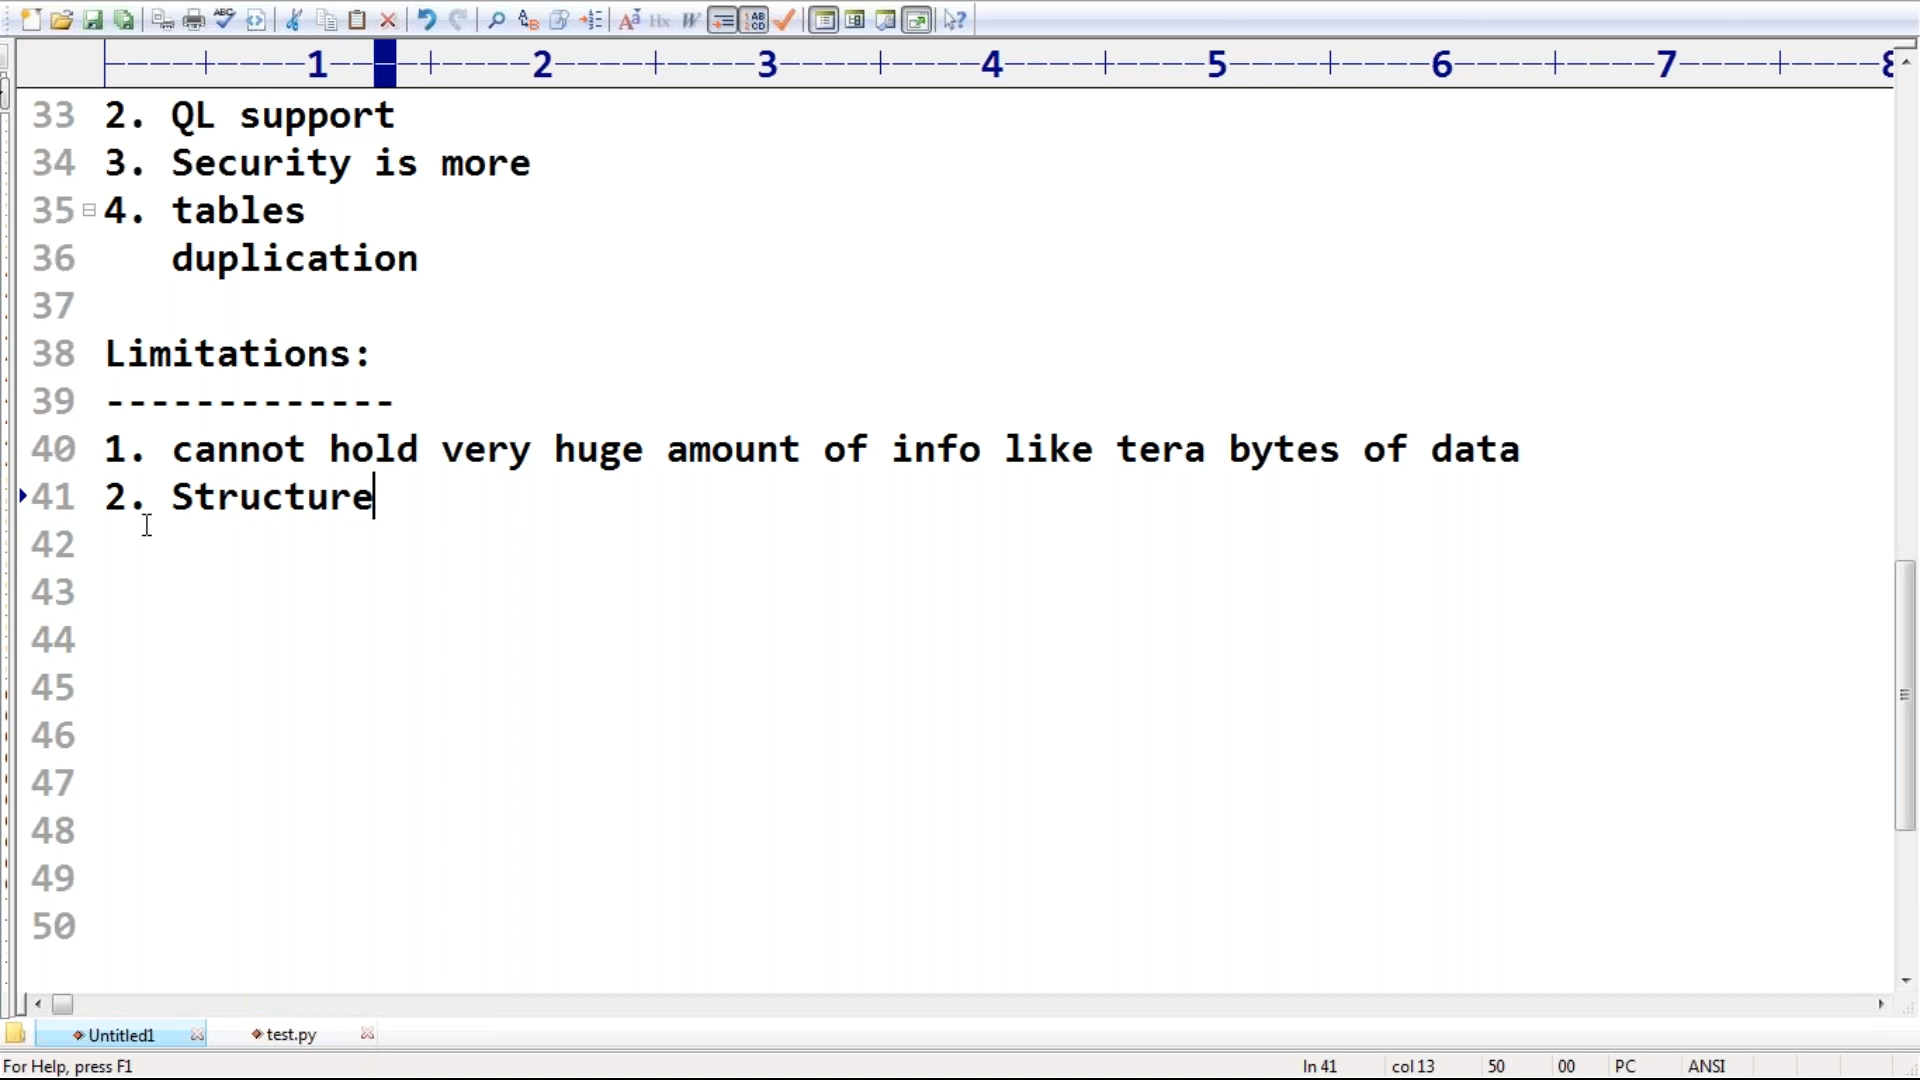 1 2 3 4 5 6 7 8
33 2. QL support
34 3. Security is more
35 4. tables
36 duplication
37
38 Limitations:
39 -------------
40 1. cannot hold very huge amount of info like tera bytes of data
41 2. Structure
42
43
44
45
46
47
48
49
50
Untitled1 test.py
For Help, press F1 ln 41 col 13 50 00 PC ANSI